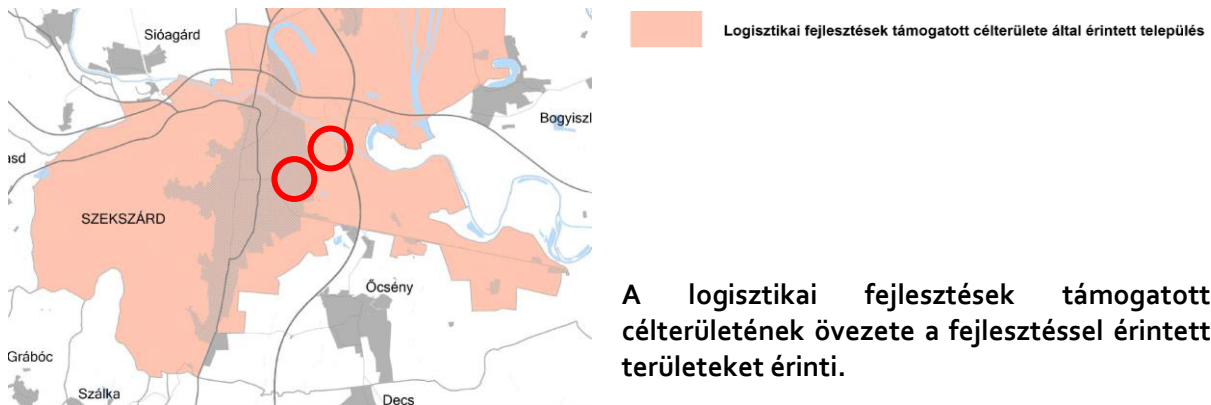 Sióagárd
Logisztikai fejlesztések támogatott célterülete által érintett település
Bogyiszl
asd
SZEKSZÁRD
Őcsény
A logisztikai fejlesztések támogatott
célterületének övezete a fejlesztéssel érintett
területeket érinti.
Grábóc
Szálka
Decs